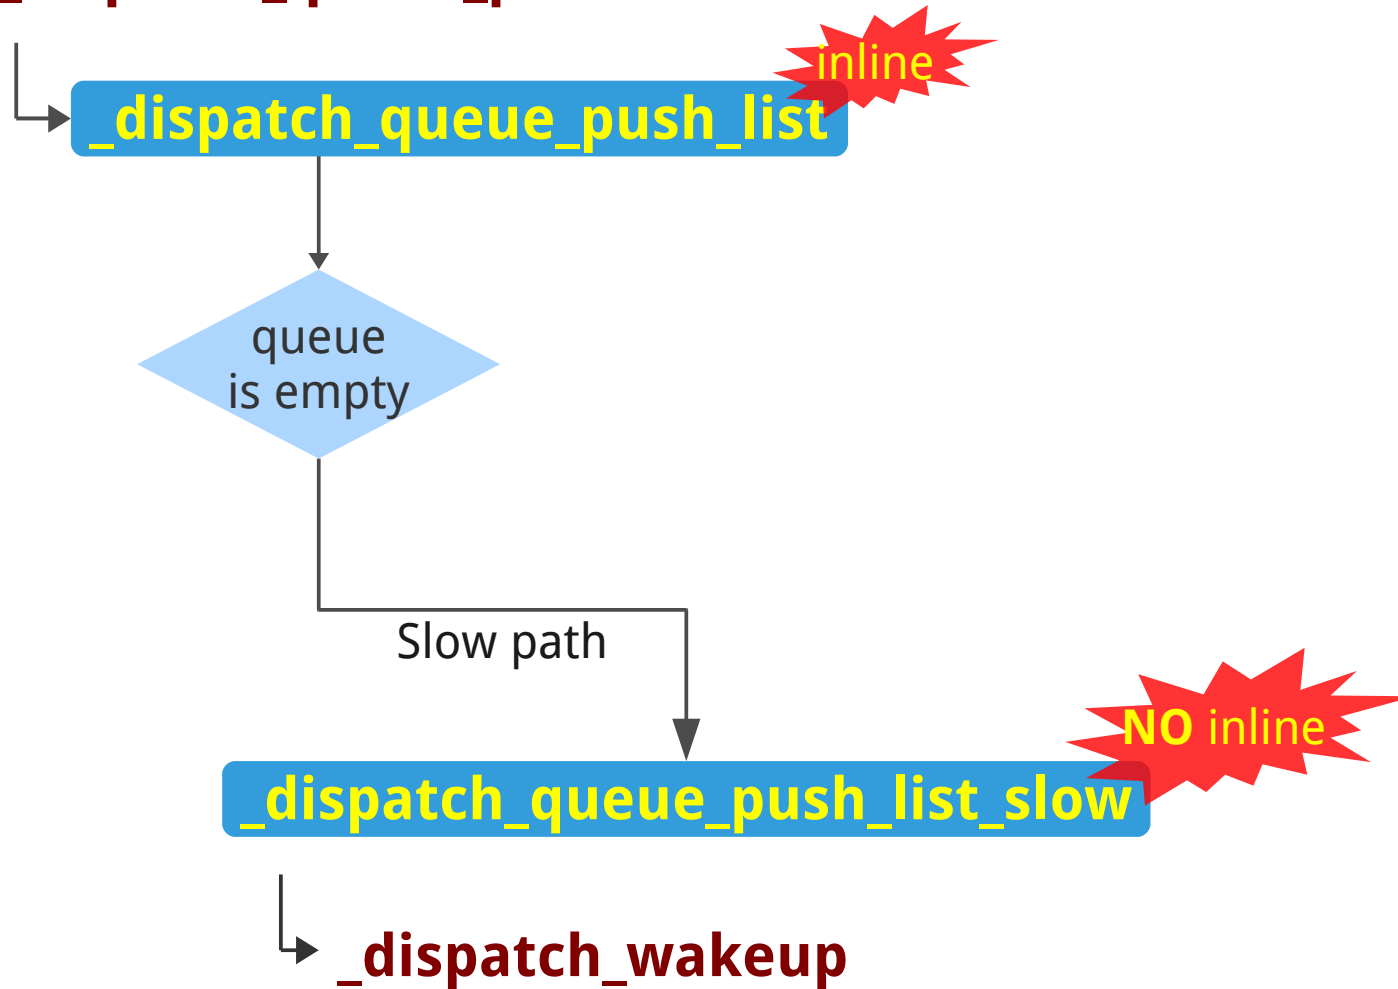 inline
_dispatch_queue_push_list
queue
is empty
Slow path
NO inline
_dispatch_queue_push_list_slow
_dispatch_wakeup